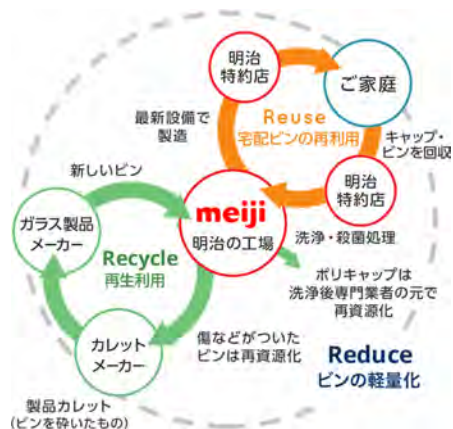 明治
特約店
ご家庭
最新設備で
製造
Reuse
宅配ビンの再利用
キャップ・
ビンを回収
新しいビン
明治
特約店
ガラス製品
メーカー
meiji
明治の工場
洗浄・殺菌処理
Recycle
再生利用
ポリキャップは
洗浄後専門業者の元で
再資源化
カレット
メーカー
傷などがついた
ビンは再資源化
Reduce
ビンの軽量化
製品カレット
(ビンを砕いたもの)